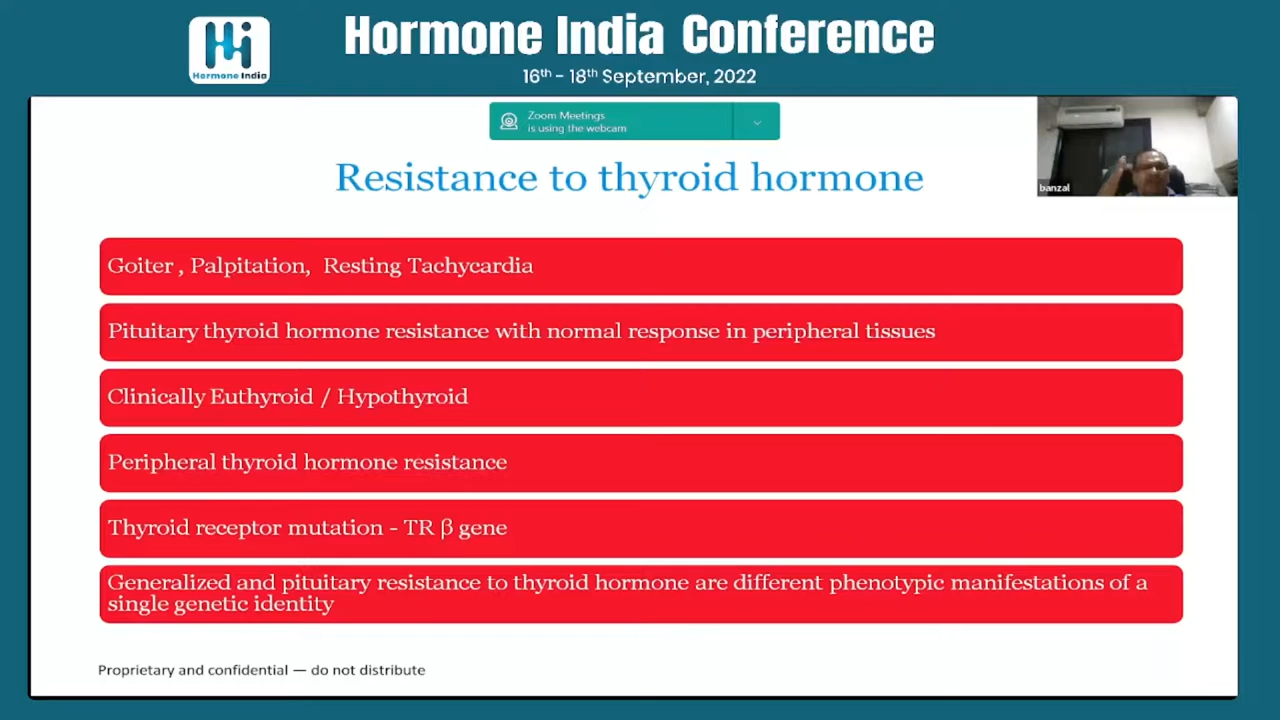 Hormone India Conference
16th - 18th September, 2022
Hormone India
Zoom Meetings
is using the webcam
banzal
Resistance to thyroid hormone
Goiter , Palpitation,  Resting Tachycardia
Pituitary thyroid hormone resistance with normal response in peripheral tissues
Clinically Euthyroid / Hypothyroid
Peripheral thyroid hormone resistance
Thyroid receptor mutation - TR β gene
Generalized and pituitary resistance to thyroid hormone are different phenotypic manifestations of a
single genetic identity
Proprietary and confidential — do not distribute